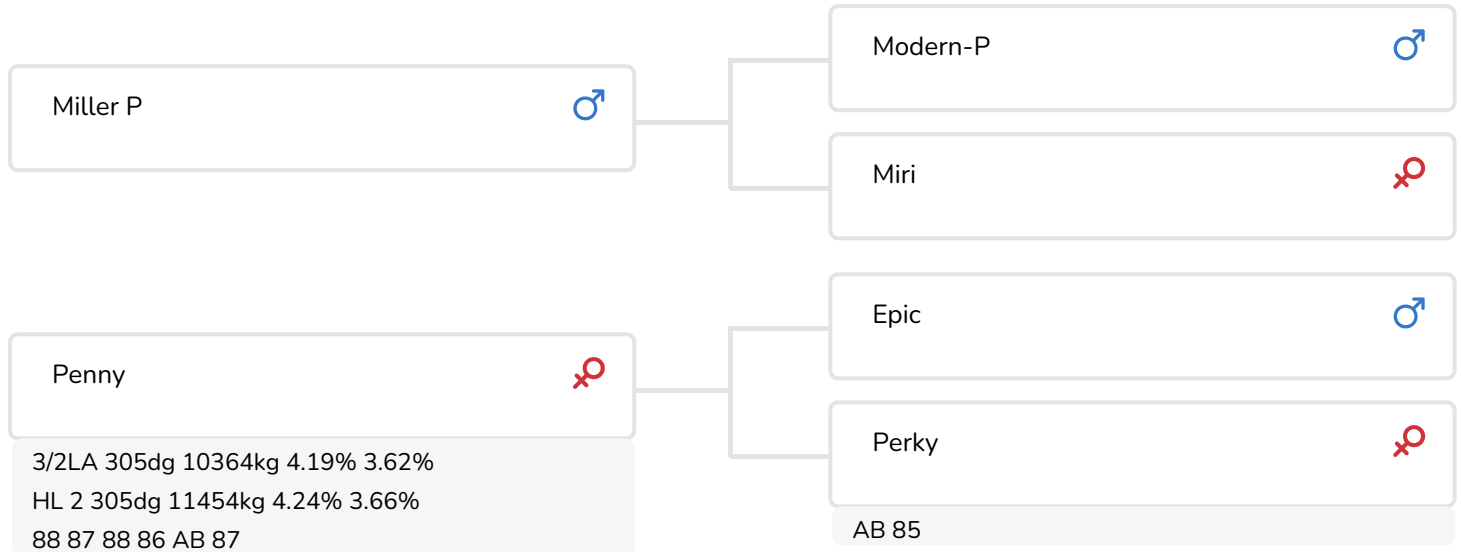 Modern-P
Miller P
Miri
Epic
Penny
Perky
3/2LA 305dg 10364kg 4.19% 3.62%
HL 2 305dg 11454kg 4.24% 3.66%
88 87 88 86 AB 87
AB 85